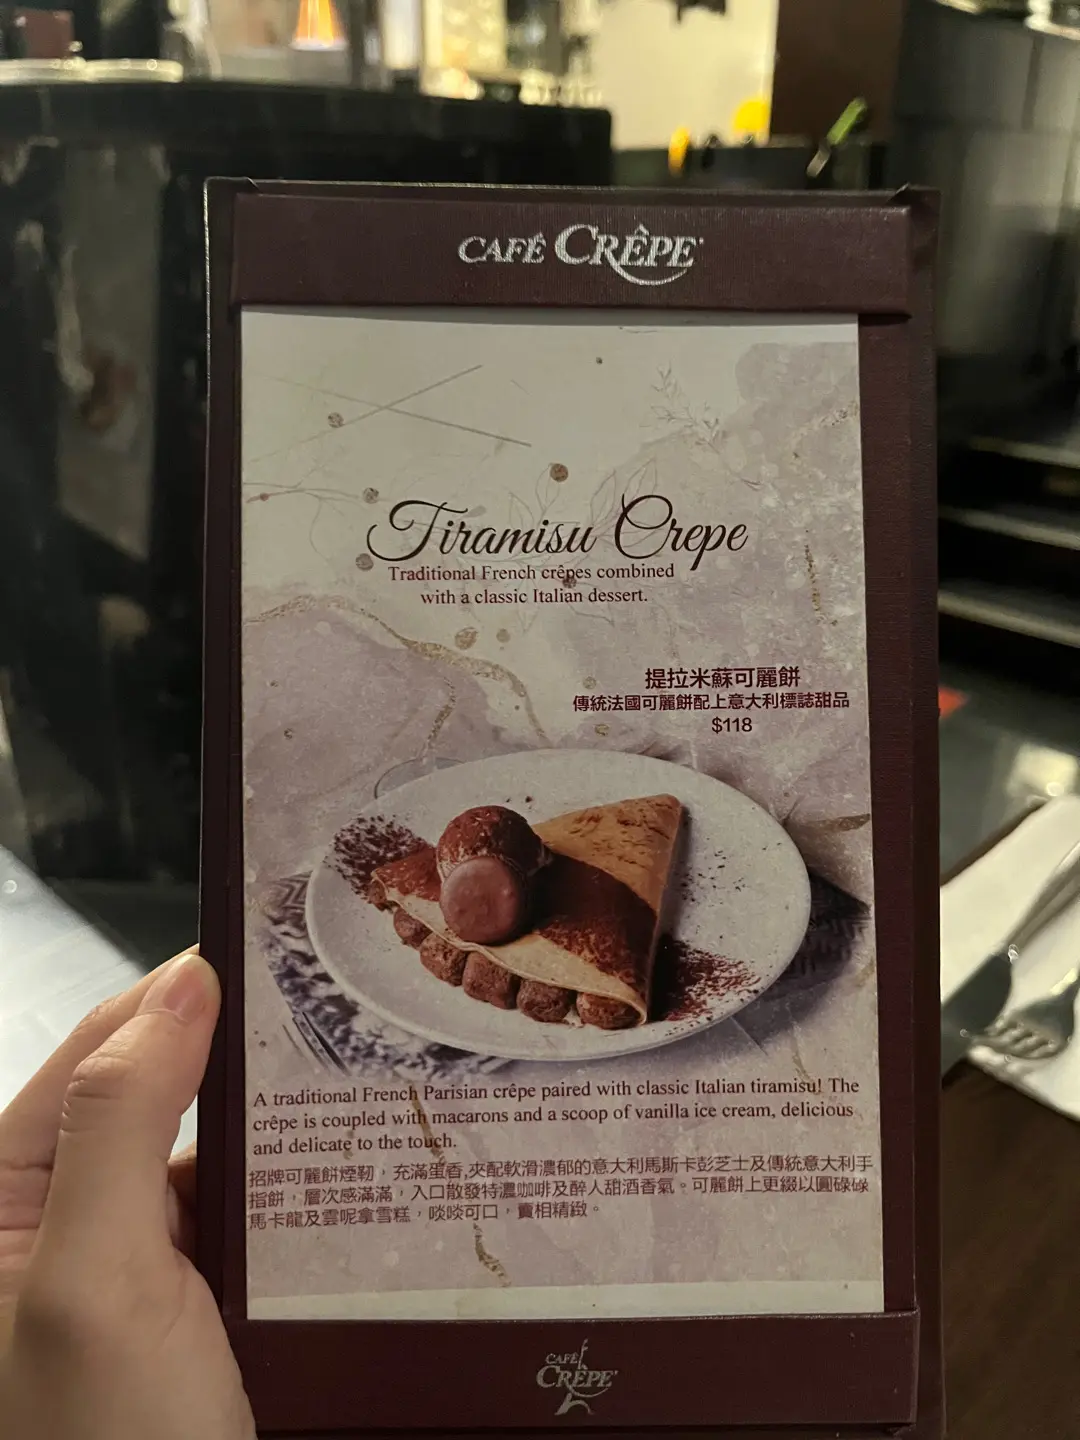 CAFÉ CRÊPE
Tiramisu Crepe
Traditional French crêpes combined
with a classic Italian dessert.
提拉米蘇可麗餅
傳統法國可麗餅配上意大利標誌甜品
$118
A traditional French Parisian crêpe paired with classic Italian tiramisu! The
crêpe is coupled with macarons and a scoop of vanilla ice cream, delicious
and delicate to the touch.
招牌可麗餅煙韌，充滿蛋香,夾配軟滑濃郁的意大利馬斯卡彭芝士及傳統意大利手
指餅，層次感滿滿，入口散發特濃咖啡及醉人甜酒香氣。可麗餅上更綴以圓碌碌
馬卡龍及雲呢拿雪糕，啖啖可口，賣相精緻。
CAFÉ
CRÊPE